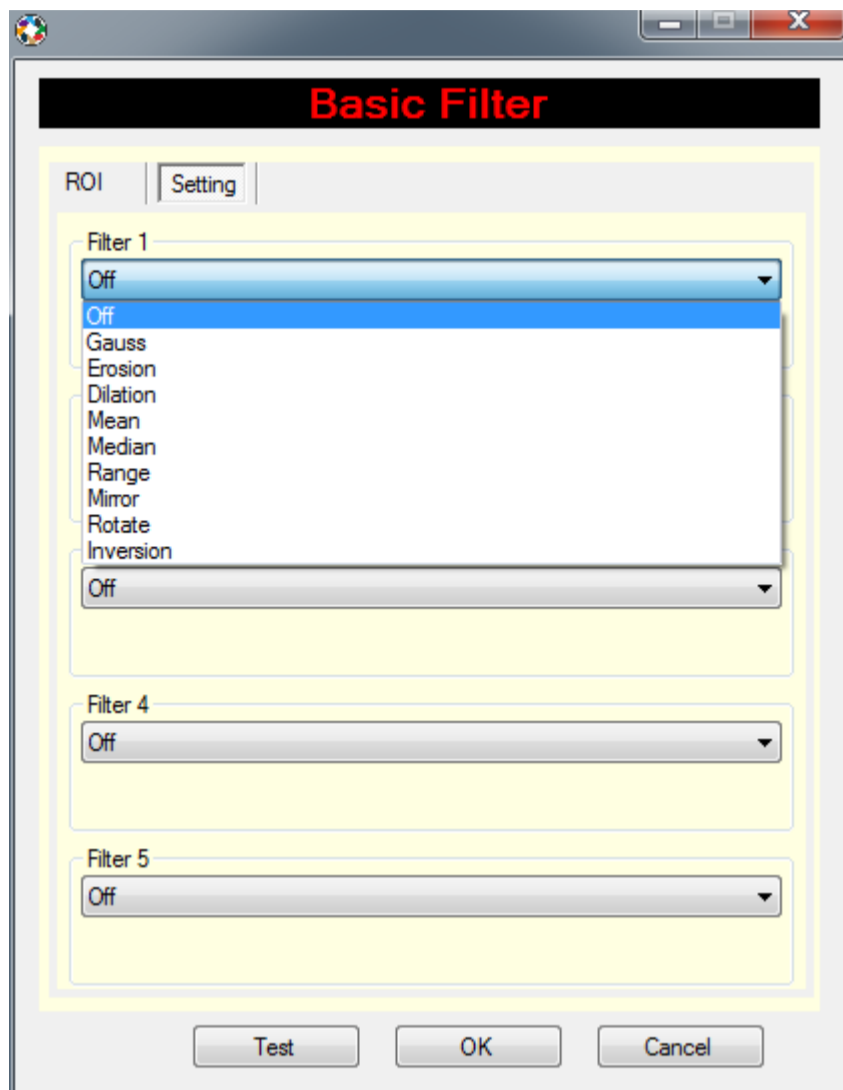 Basic Filter
ROI
Setting
Filter 1
Off
Off
Gauss
Erosion
Dilation
Mean
Median
Range
Mirror
Rotate
Inversion
Off
Filter 4
Off
Filter 5
Off
Test
OK
Cancel